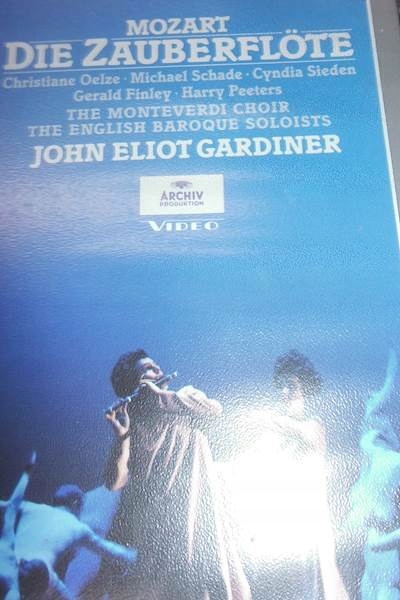 MOZART
DIE ZAUBERFLÖTE
Christiane Oelze · Michael Schade · Cyndia Sieden
Gerald Finley · Harry Peeters
THE MONTEVERDI CHOIR
THE ENGLISH BAROQUE SOLOISTS
JOHN ELIOT GARDINER
ARCHIV
PRODUKTION
VIDEO